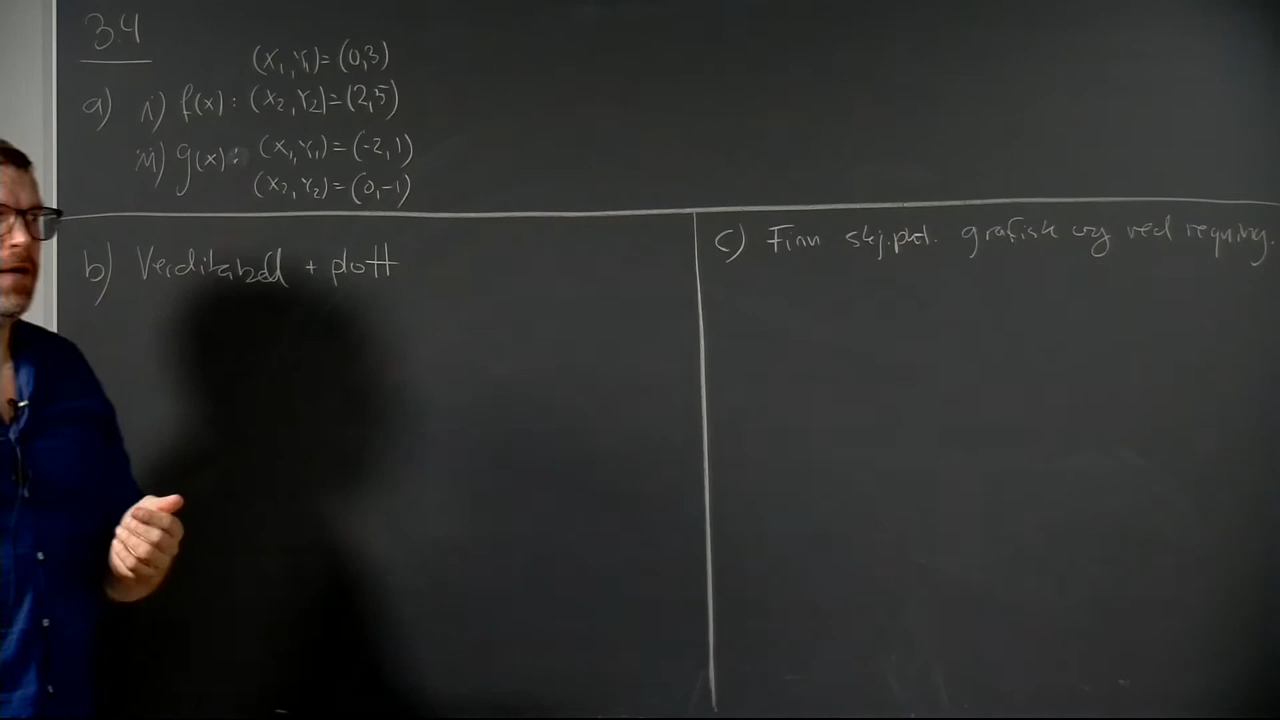 3.4
(x₁,y₁)=(0,3)
a) i) f(x): (x₂,y₂)=(2,5)
ii) g(x): (x₁,y₁)=(-2,1)
(x₂,y₂)=(0,-1)
b) Verditabell + plott
c) Finn skj.pkt. grafisk og ved regning.